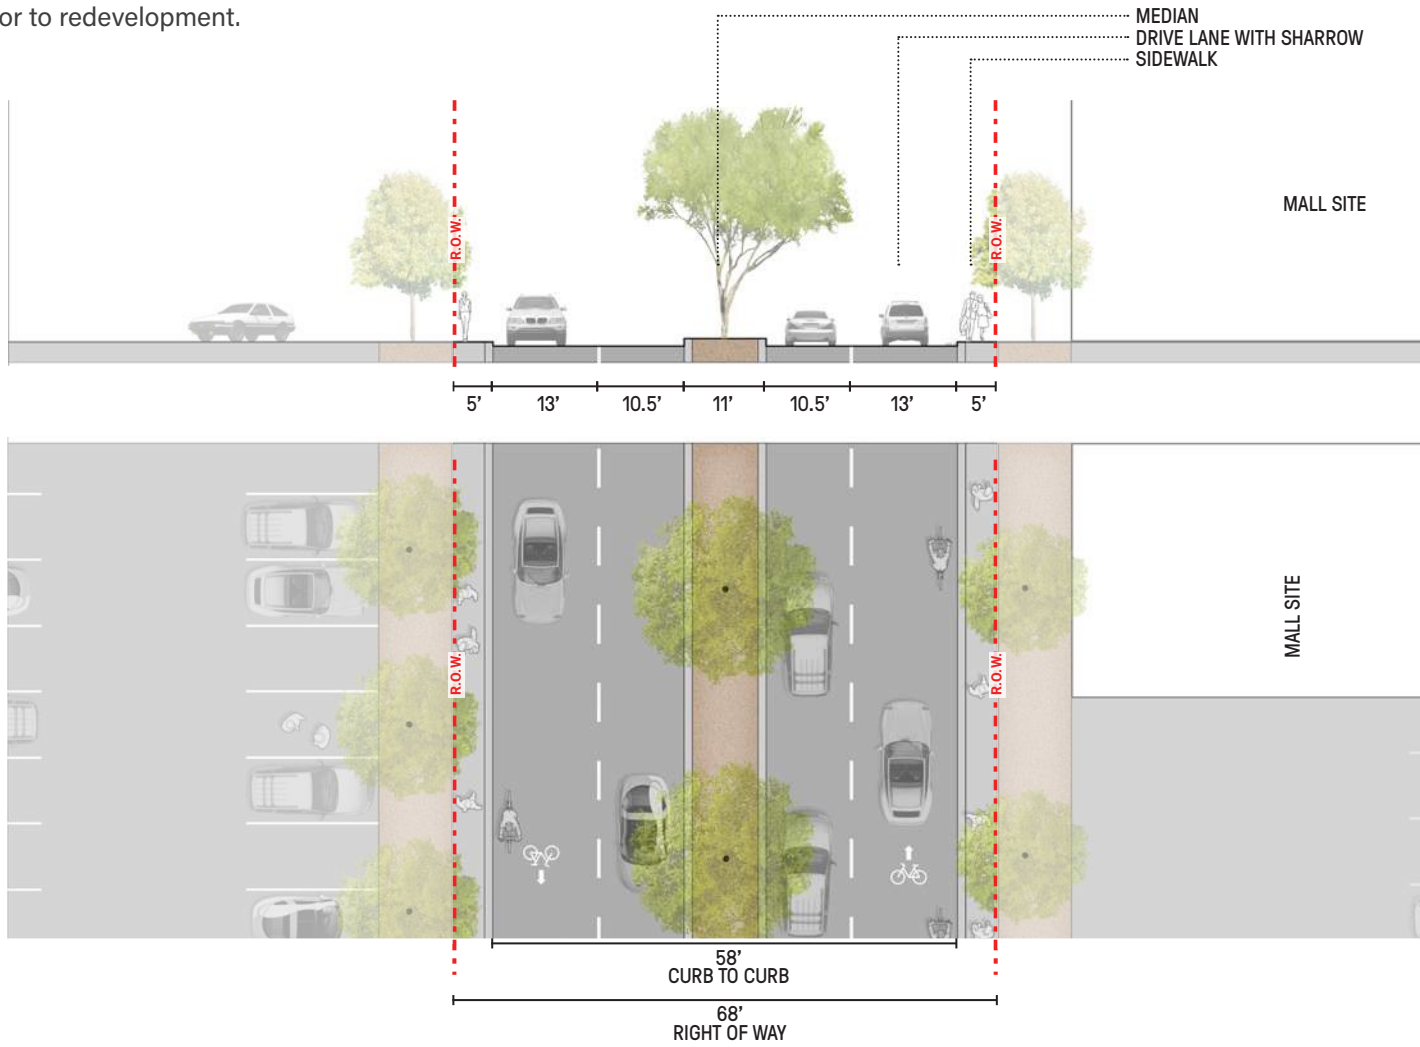 or to redevelopment.
MEDIAN
DRIVE LANE WITH SHARROW
SIDEWALK
R.O.W.
R.O.W.
MALL SITE
5’ 13’ 10.5’ 11’ 10.5’ 13’ 5’
MALL SITE
R.O.W.
R.O.W.
58’
CURB TO CURB
68’
RIGHT OF WAY